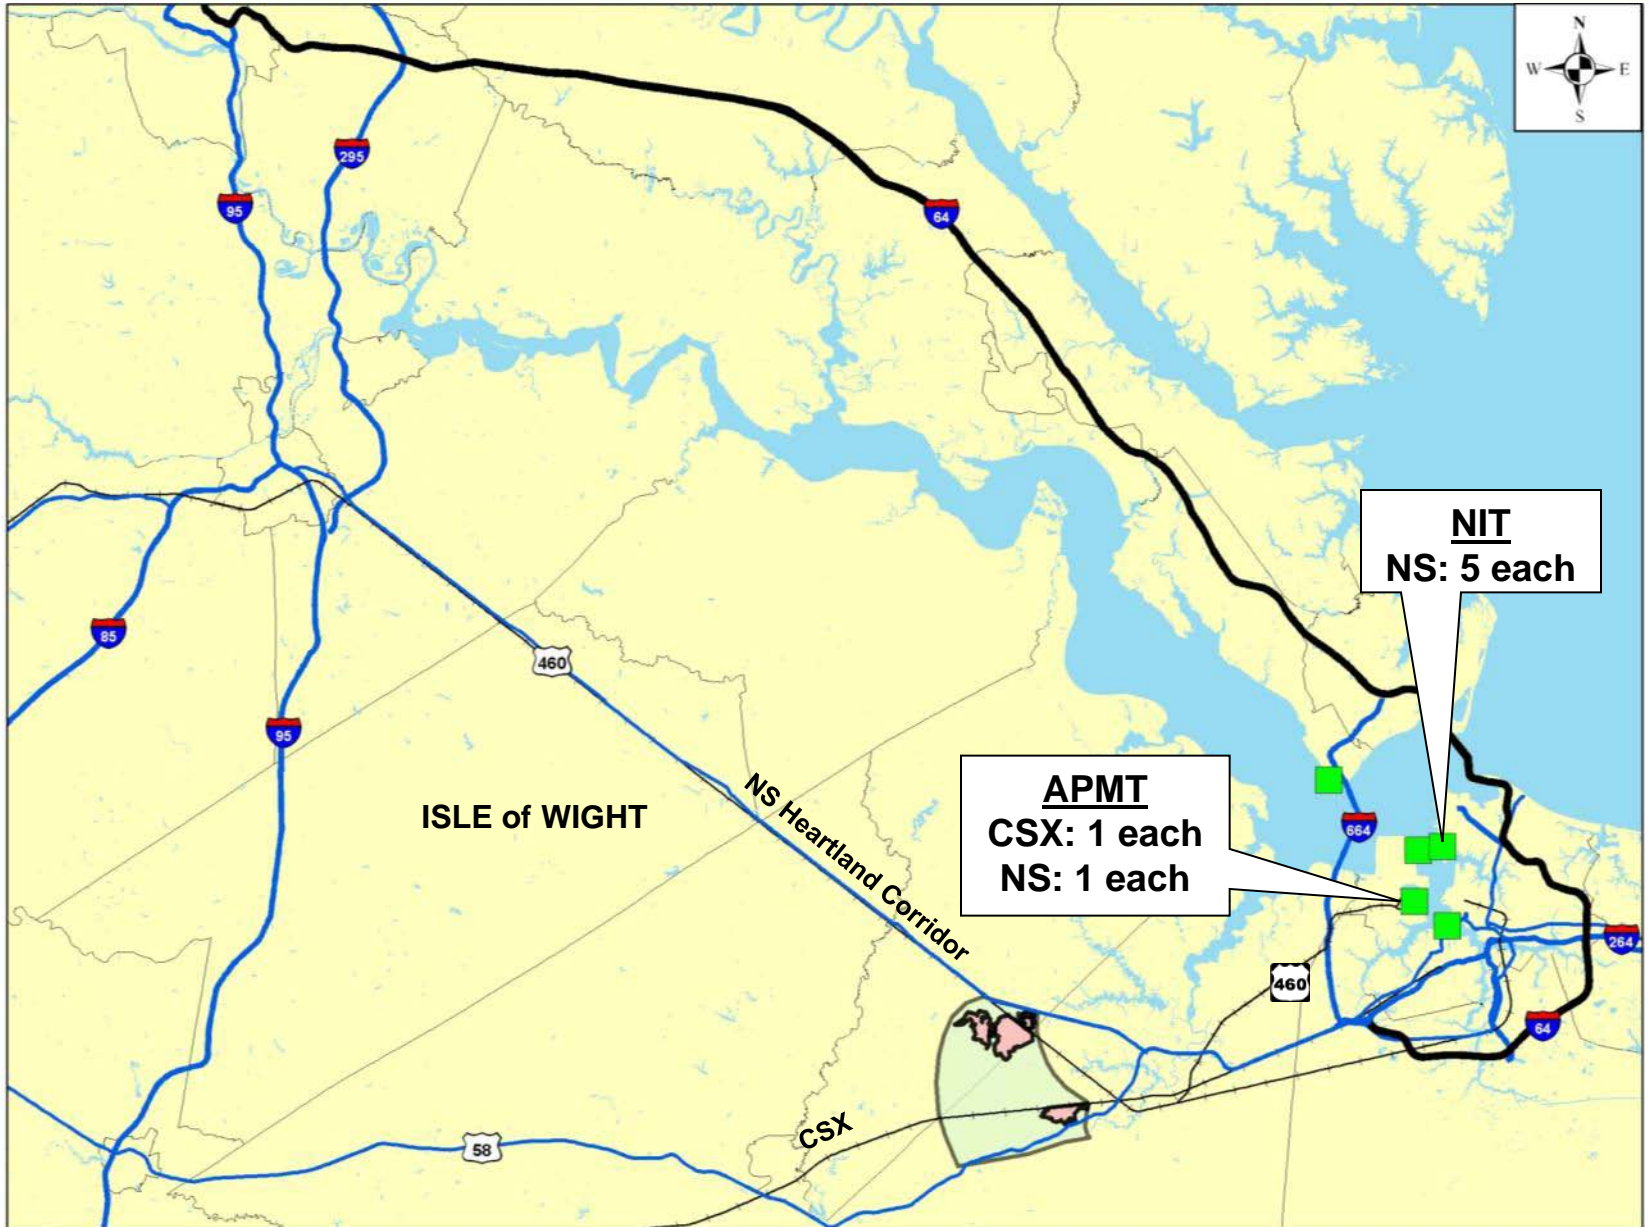 N
W E
S
295
95
64
NIT
NS: 5 each
85
460
95
NS Heartland Corridor
APMT
CSX: 1 each
NS: 1 each
ISLE of WIGHT
664
264
460
64
CSX
58